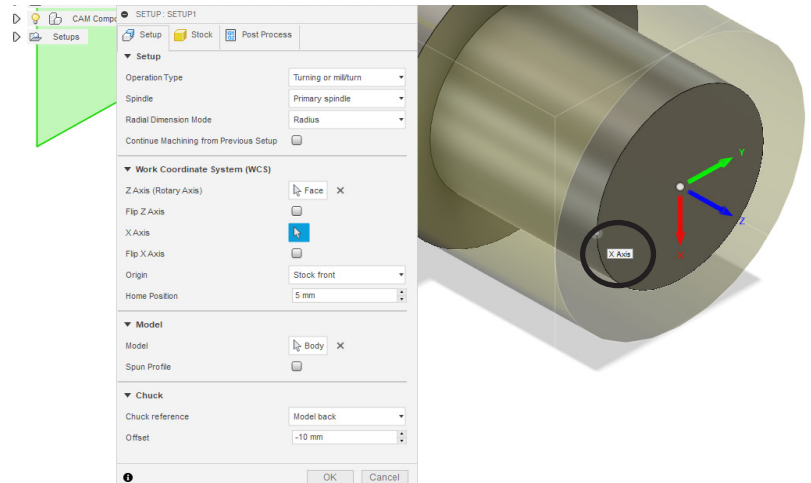 CAM Compo
Setups
SETUP : SETUP1
Setup Stock Post Process
Setup
Operation Type Turning or mill/turn
Spindle Primary spindle
Radial Dimension Mode Radius
Continue Machining from Previous Setup
Work Coordinate System (WCS)
Z Axis (Rotary Axis) Face
Flip Z Axis
X Axis
Flip X Axis
Origin Stock front
Home Position 5 mm
Model
Model Body
Spun Profile
Chuck
Chuck reference Model back
Offset -10 mm
OK Cancel
Y
Z
X Axis
X